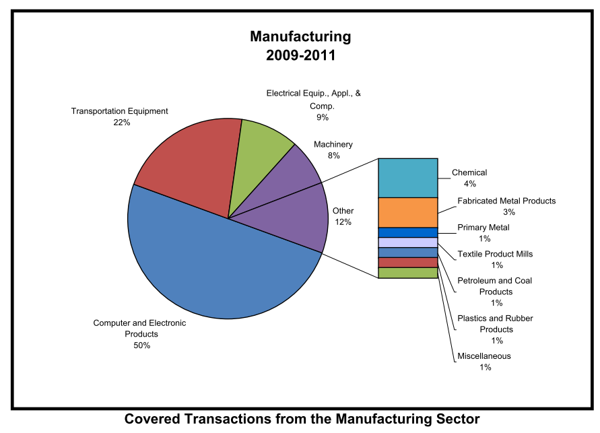 Manufacturing
2009-2011
Electrical Equip., Appl., &
Comp.
9%
Transportation Equipment
22%
Machinery
8%
Chemical
4%
Fabricated Metal Products
3%
Other
12%
Primary Metal
1%
Textile Product Mills
1%
Petroleum and Coal
Products
1%
Plastics and Rubber
Products
1%
Computer and Electronic
Products
50%
Miscellaneous
1%
Covered Transactions from the Manufacturing Sector